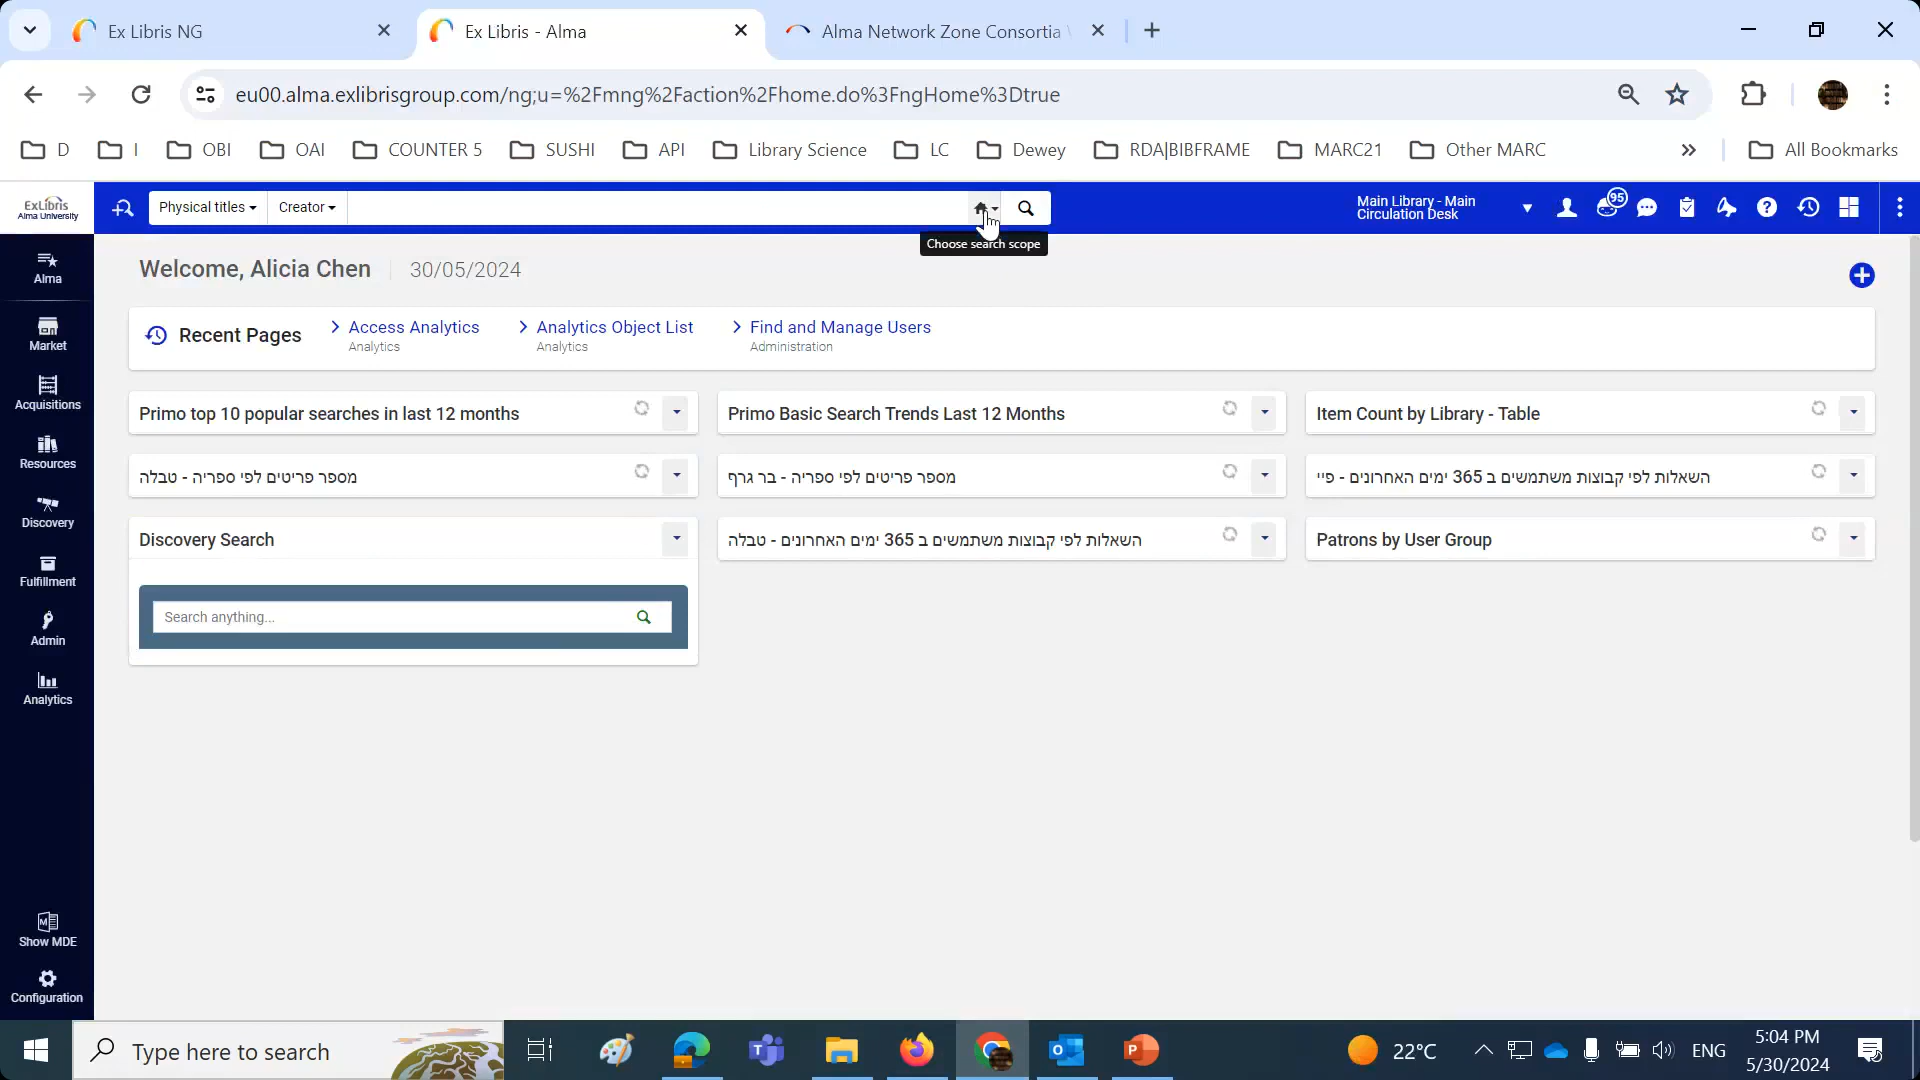 Ex Libris NG
Ex Libris - Alma
Alma Network Zone Consortia
eu00.alma.exlibrisgroup.com/ng;u=%2Fmng%2Faction%2Fhome.do%3FngHome%3Dtrue
D
I
OBI
OAI
COUNTER 5
SUSHI
API
Library Science
LC
Dewey
RDA|BIBFRAME
MARC21
Other MARC
All Bookmarks
ExLibris
Alma University
Physical titles
Creator
Main Library - Main
Circulation Desk
95
Choose search scope
Alma
Market
Acquisitions
Resources
Discovery
Fulfillment
Admin
Analytics
Show MDE
Configuration
Welcome, Alicia Chen
30/05/2024
Recent Pages
Access Analytics
Analytics
Analytics Object List
Analytics
Find and Manage Users
Administration
Primo top 10 popular searches in last 12 months
Primo Basic Search Trends Last 12 Months
Item Count by Library - Table
מספר פריטים לפי ספריה - טבלה
מספר פריטים לפי ספריה - בר גרף
השאלות לפי קבוצות משתמשים ב 365 ימים האחרונים - פיי
Discovery Search
השאלות לפי קבוצות משתמשים ב 365 ימים האחרונים - טבלה
Patrons by User Group
Search anything...
Type here to search
22°C
ENG
5:04 PM
5/30/2024